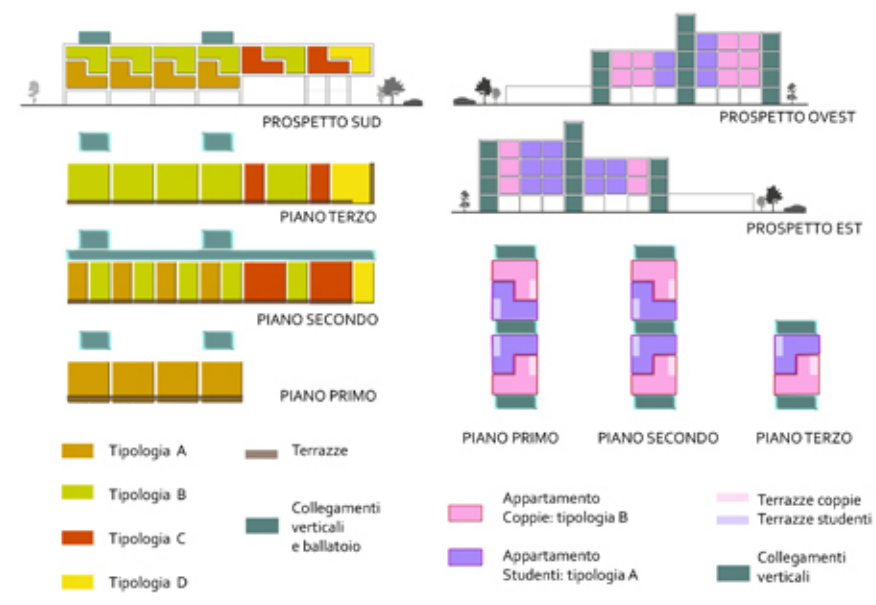 PROSPETTO SUD
PIANO TERZO
PIANO SECONDO
PIANO PRIMO
Tipologia A
Tipologia B
Tipologia C
Tipologia D
Terrazze
Collegamenti
verticali
e ballatoio
PROSPETTO OVEST
PROSPETTO EST
PIANO PRIMO
PIANO SECONDO
PIANO TERZO
Appartamento
Coppie: tipologia B
Appartamento
Studenti: tipologia A
Terrazze coppie
Terrazze studenti
Collegamenti
verticali